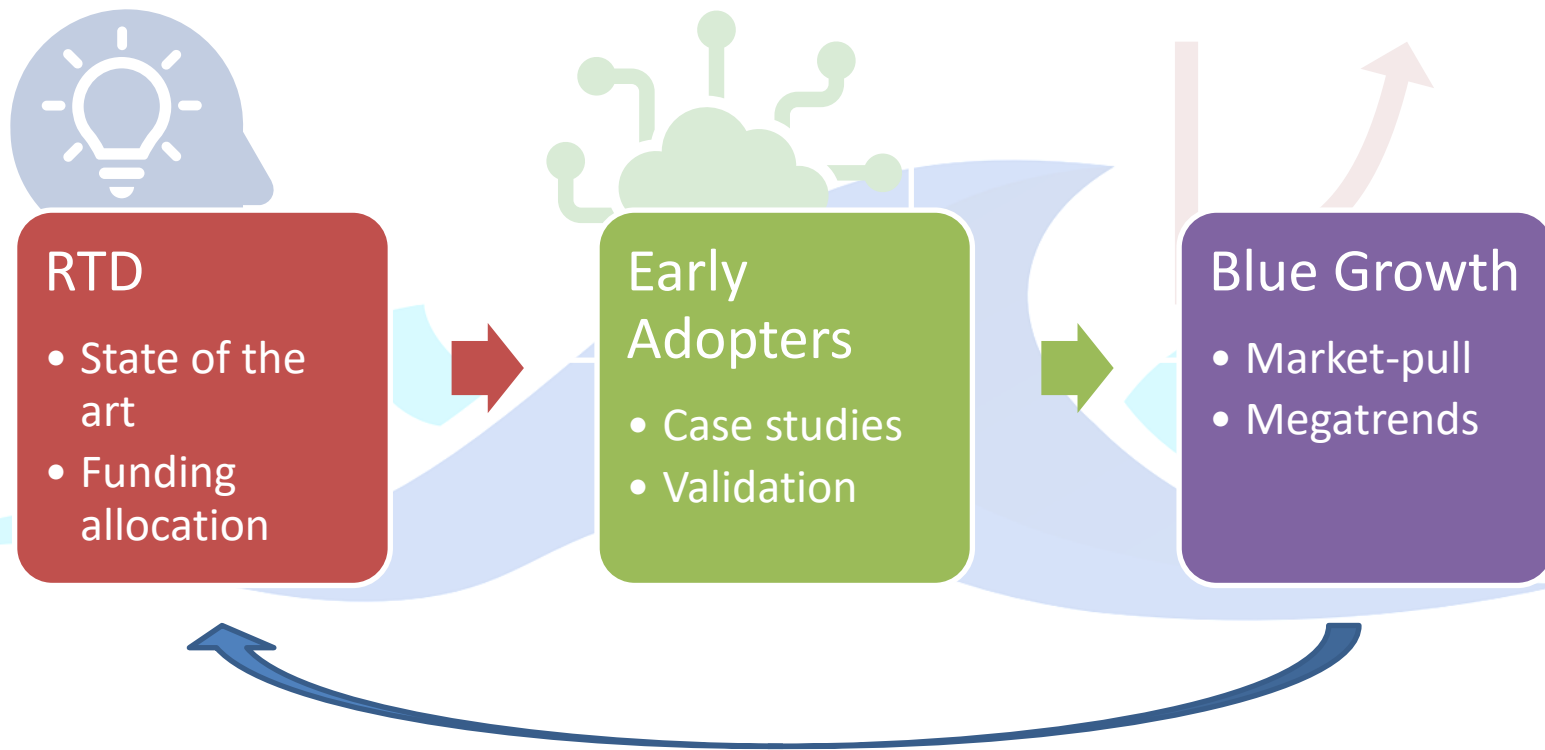 RTD
• State of the
art
• Funding
allocation
Early
Adopters
• Case studies
• Validation
Blue Growth
• Market-pull
• Megatrends